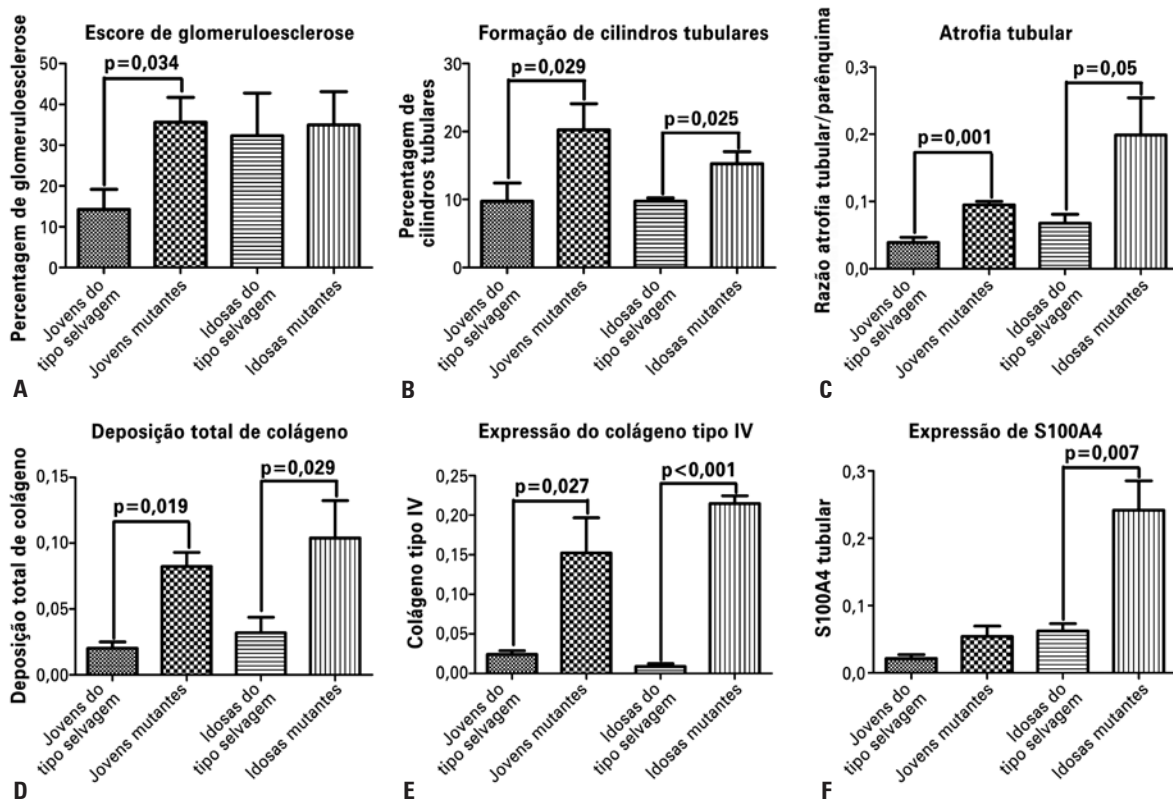 Escore de glomeruloesclerose
Percentagem de glomeruloesclerose
50
40
30
20
10
0
p=0,034
Jovens do
tipo selvagem
Jovens mutantes
Idosas do
tipo selvagem
Idosas mutantes
A
Formação de cilindros tubulares
Percentagem de
cilindros tubulares
30
20
10
0
p=0,029
p=0,025
Jovens do
tipo selvagem
Jovens mutantes
Idosas do
tipo selvagem
Idosas mutantes
B
Atrofia tubular
Razão atrofia tubular/parênquima
0,3
0,2
0,1
0,0
p=0,001
p=0,05
Jovens do
tipo selvagem
Jovens mutantes
Idosas do
tipo selvagem
Idosas mutantes
C
Deposição total de colágeno
Deposição total de colágeno
0,15
0,10
0,05
0,00
p=0,019
p=0,029
Jovens do
tipo selvagem
Jovens mutantes
Idosas do
tipo selvagem
Idosas mutantes
D
Expressão do colágeno tipo IV
Colágeno tipo IV
0,25
0,20
0,15
0,10
0,05
0,00
p=0,027
p<0,001
Jovens do
tipo selvagem
Jovens mutantes
Idosas do
tipo selvagem
Idosas mutantes
E
Expressão de S100A4
S100A4 tubular
0,3
0,2
0,1
0,0
p=0,007
Jovens do
tipo selvagem
Jovens mutantes
Idosas do
tipo selvagem
Idosas mutantes
F